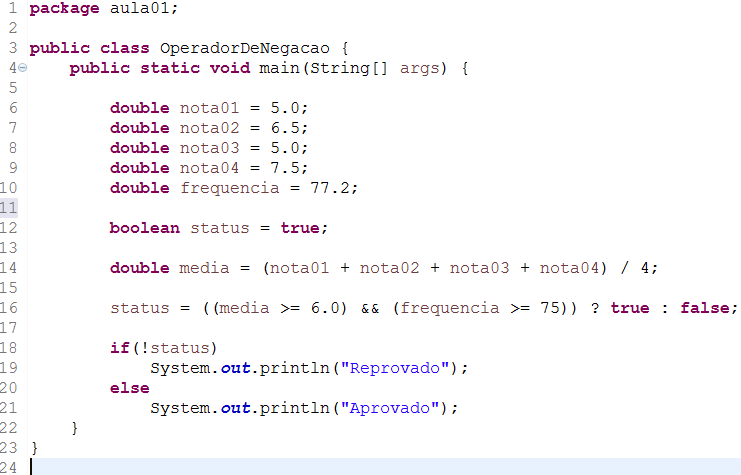 1 package aula01;
2
3 public class OperadorDeNegacao {
4 public static void main(String[] args) {
5
6 double nota01 = 5.0;
7 double nota02 = 6.5;
8 double nota03 = 5.0;
9 double nota04 = 7.5;
10 double frequencia = 77.2;
11
12 boolean status = true;
13
14 double media = (nota01 + nota02 + nota03 + nota04) / 4;
15
16 status = ((media >= 6.0) && (frequencia >= 75)) ? true : false;
17
18 if(!status)
19 System.out.println("Reprovado");
20 else
21 System.out.println("Aprovado");
22 }
23 }
24